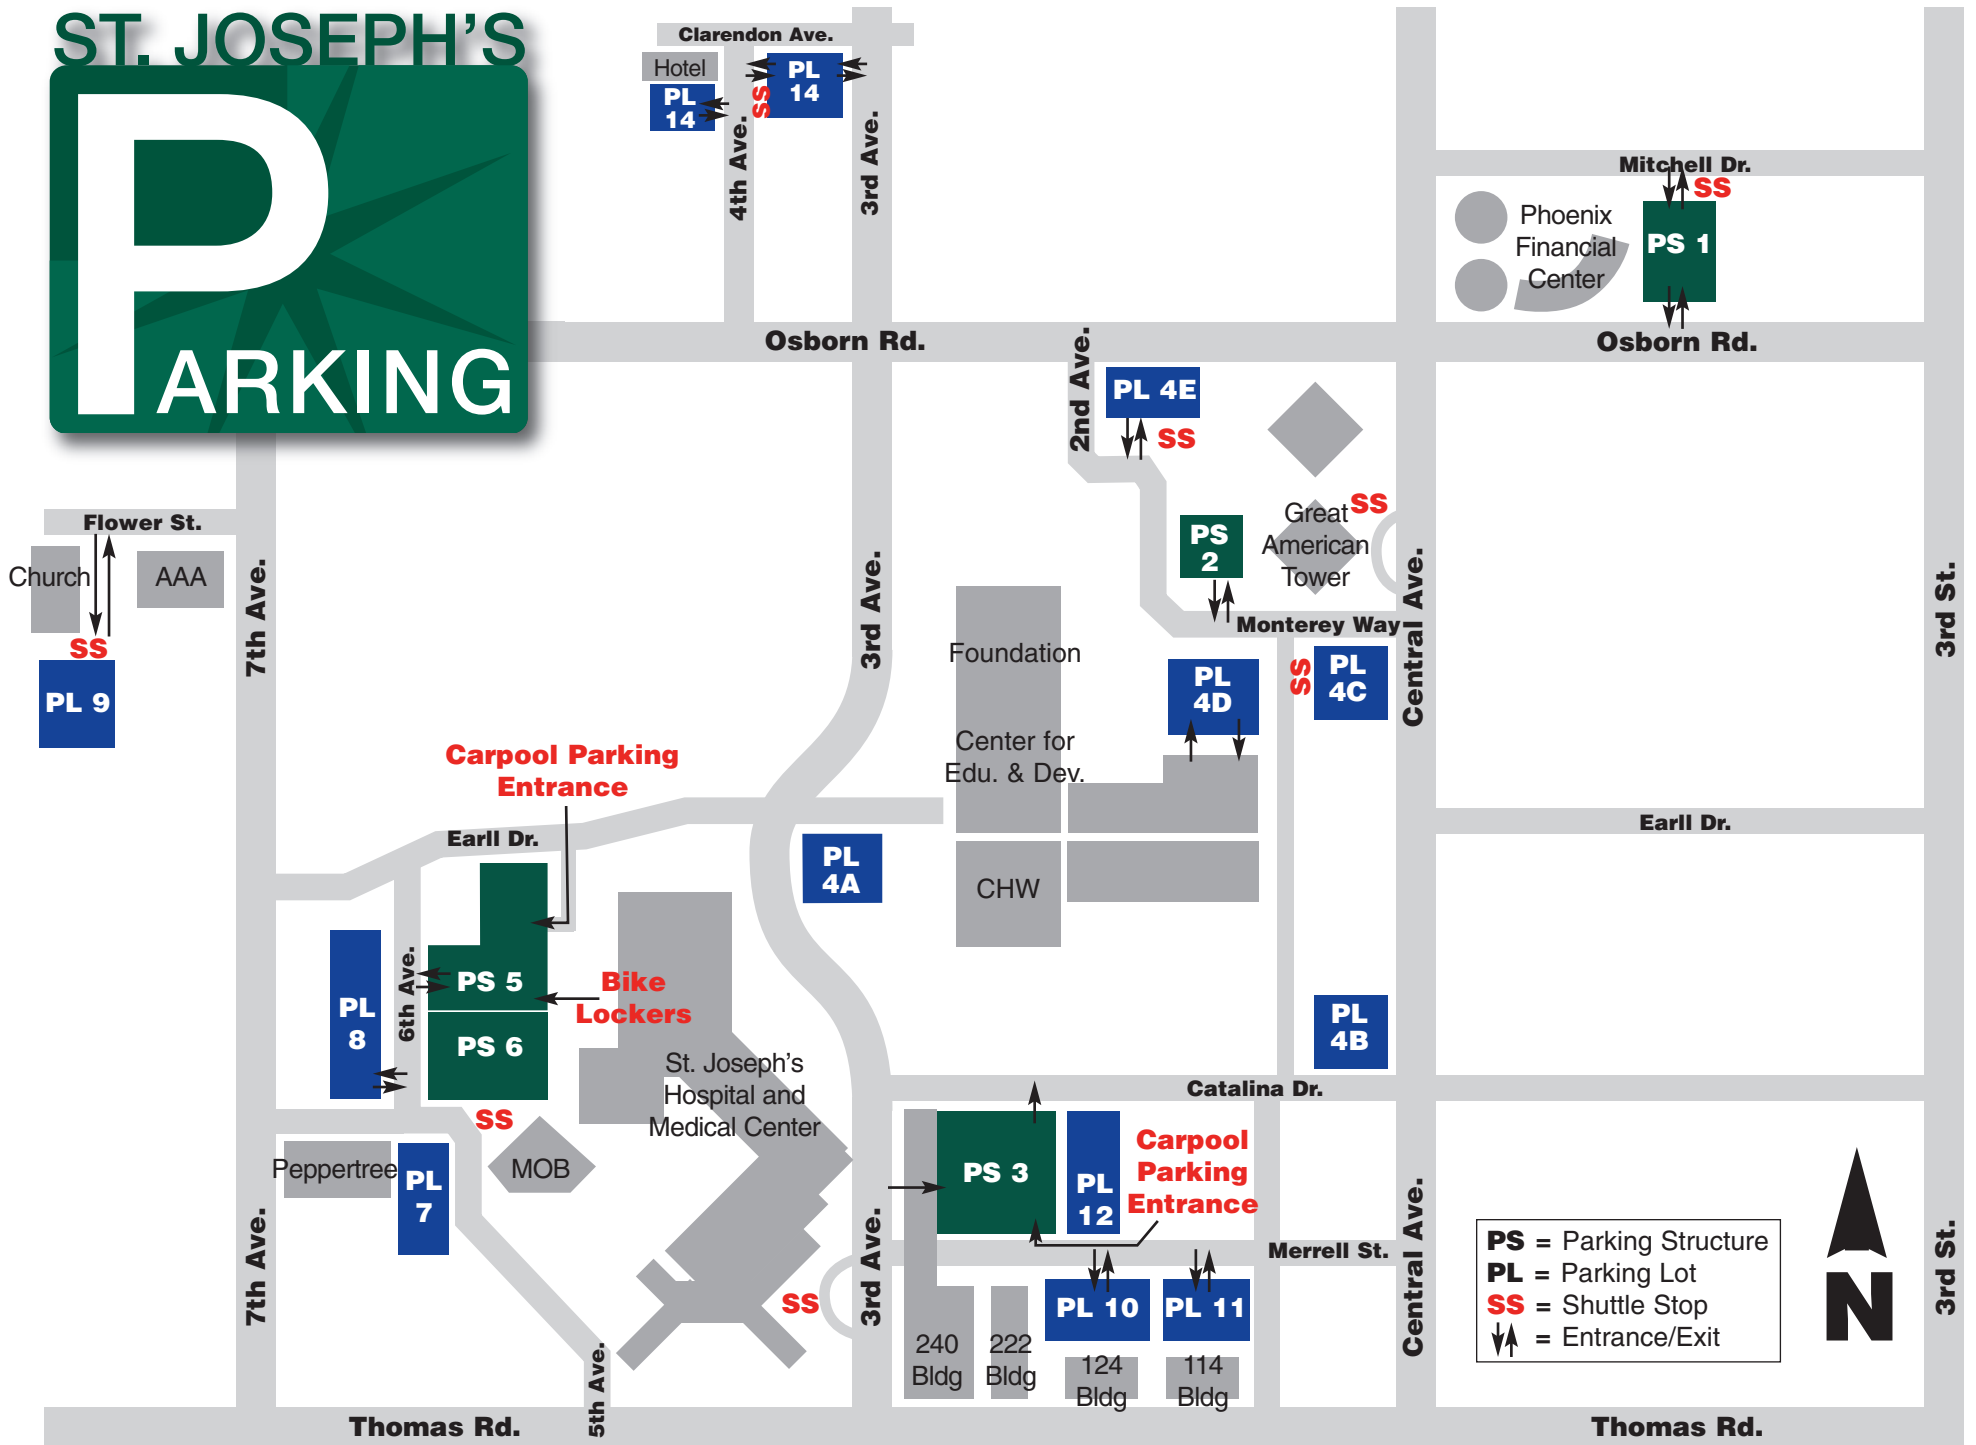 ST. JOSEPH'S
PARKING
Clarendon Ave.
Hotel
PL
14
SS
PL
14
4th Ave.
3rd Ave.
Mitchell Dr.
SS
Phoenix
Financial
Center
PS 1
Osborn Rd.
Osborn Rd.
2nd Ave.
PL 4E
SS
Flower St.
Church
AAA
SS
PL 9
7th Ave.
3rd Ave.
PS
2
Great
American
Tower
SS
Monterey Way
Central Ave.
3rd St.
Foundation
Center for
Edu. & Dev.
PL
4D
SS
PL
4C
Carpool Parking
Entrance
Earll Dr.
Earll Dr.
PL
4A
CHW
PL
8
6th Ave.
PS 5
PS 6
Bike
Lockers
St. Joseph's
Hospital and
Medical Center
PL
4B
Catalina Dr.
SS
Peppertree
PL
7
MOB
PS 3
PL
12
Carpool
Parking
Entrance
Merrell St.
7th Ave.
5th Ave.
SS
3rd Ave.
240
Bldg
222
Bldg
PL 10
PL 11
124
Bldg
114
Bldg
Central Ave.
PS = Parking Structure
PL = Parking Lot
SS = Shuttle Stop
= Entrance/Exit
N
3rd St.
Thomas Rd.
Thomas Rd.